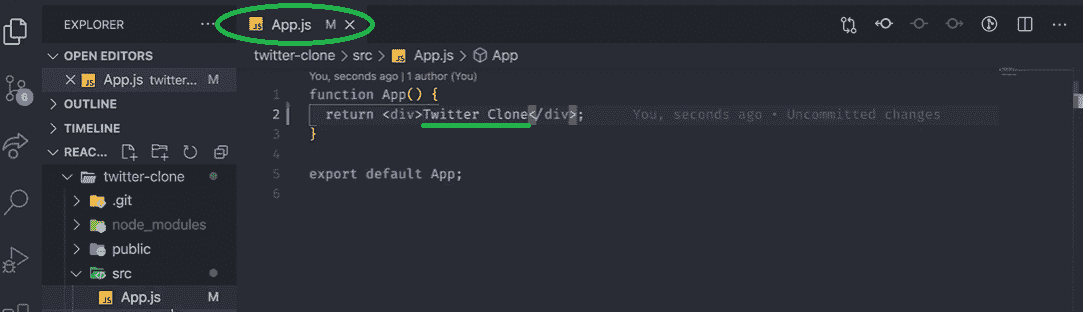 EXPLORER ...
App.js M
twitter-clone > src > App.js > App
OPEN EDITORS
App.js twitter-... M
OUTLINE
TIMELINE
REAC...
twitter-clone
.git
node_modules
public
src
App.js M
6
You, seconds ago | 1 author (You)
1 function App() {
2 return <div>Twitter Clone</div>; You, seconds ago • Uncommitted changes
3 }
4
5 export default App;
6